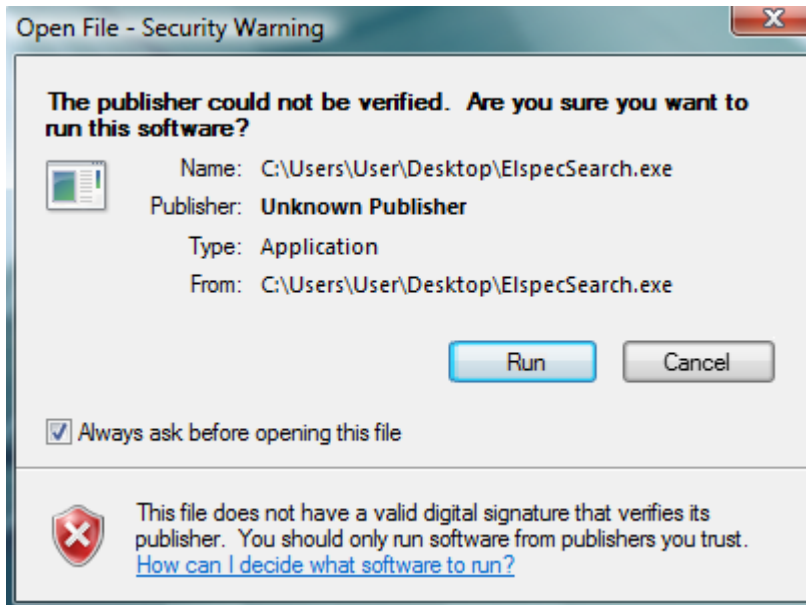 Open File - Security Warning
The publisher could not be verified. Are you sure you want to
run this software?
Name: C:\Users\User\Desktop\ElspecSearch.exe
Publisher: Unknown Publisher
Type: Application
From: C:\Users\User\Desktop\ElspecSearch.exe
Run Cancel
Always ask before opening this file
This file does not have a valid digital signature that verifies its
publisher. You should only run software from publishers you trust.
How can I decide what software to run?